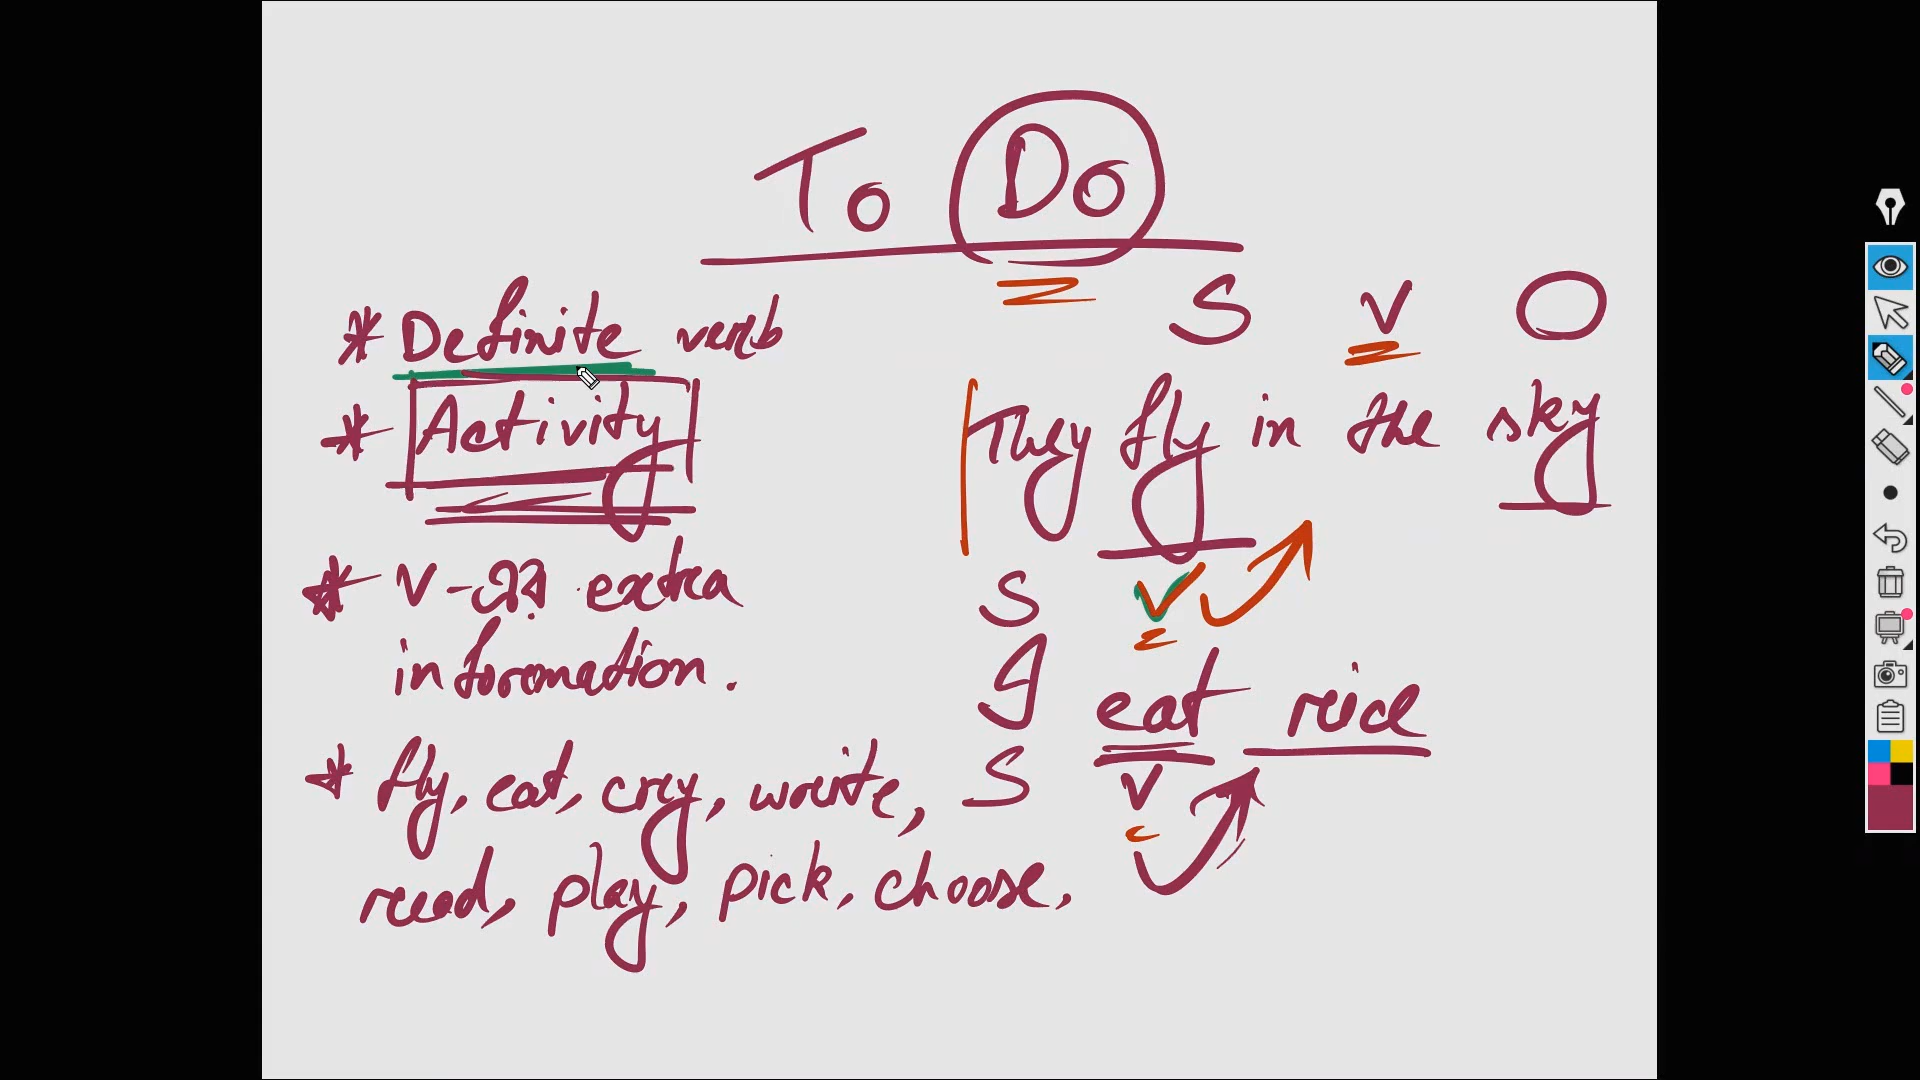 To Do
* Definite verb
* Activity
* V-এর extra
information.
* fly, eat, cry, write,
read, play, pick, choose,
S V O
They fly in the sky
S V
I eat rice
S V